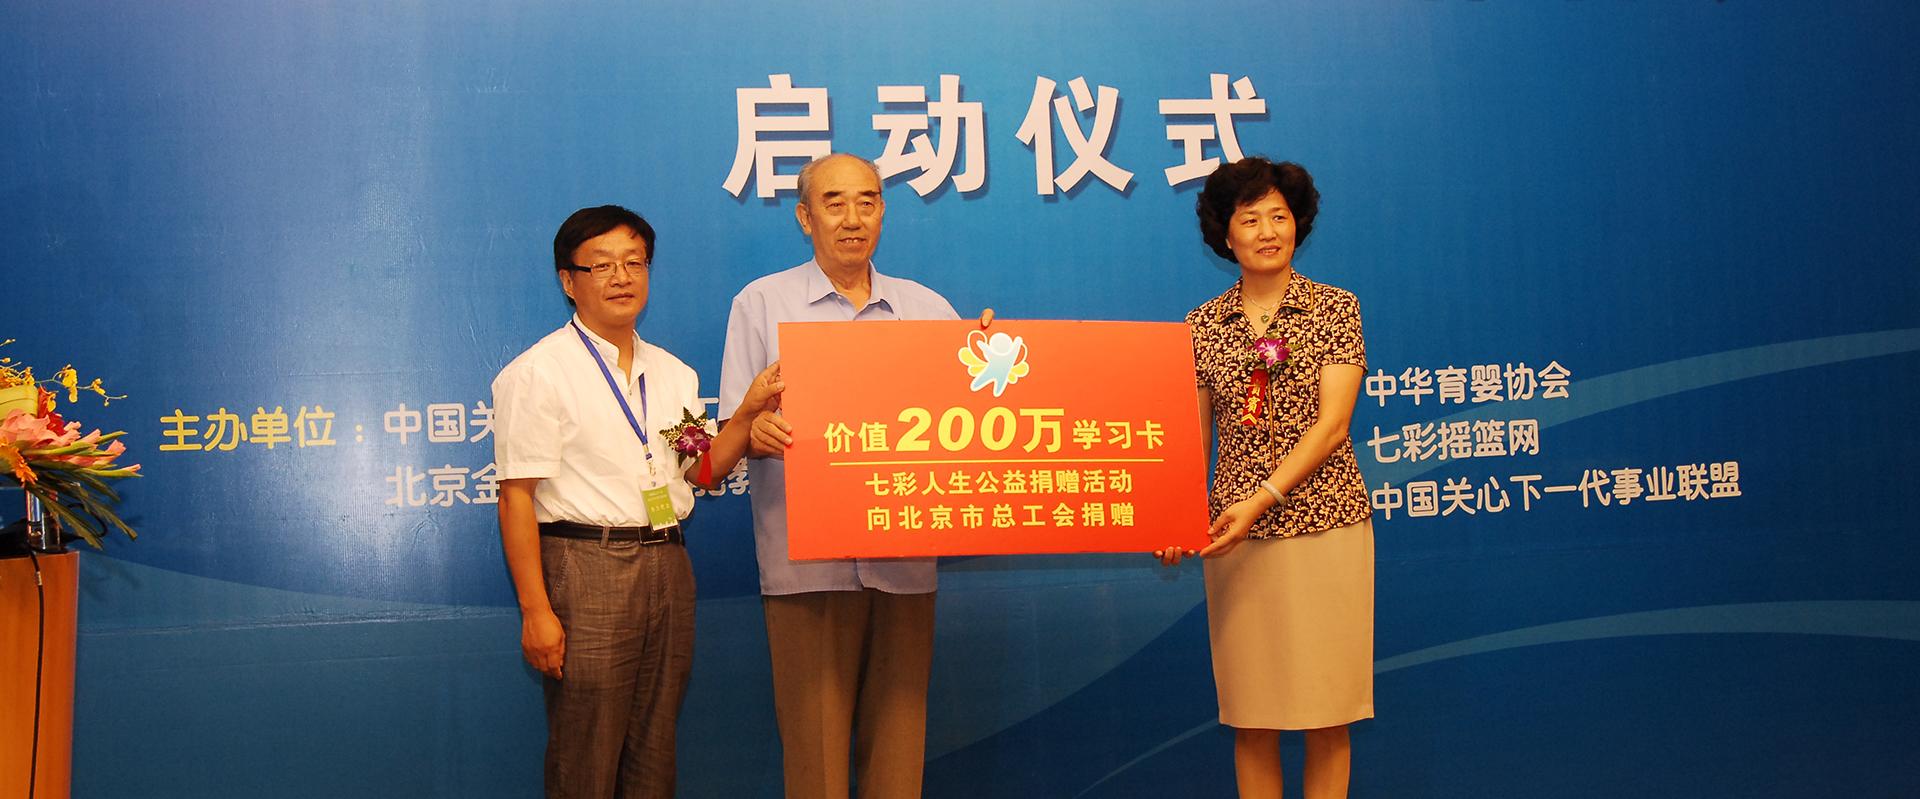 启动仪式
主办单位：中国关
北京金
中华育婴协会
七彩摇篮网
中国关心下一代事业联盟
价值200万学习卡
七彩人生公益捐赠活动
向北京市总工会捐赠